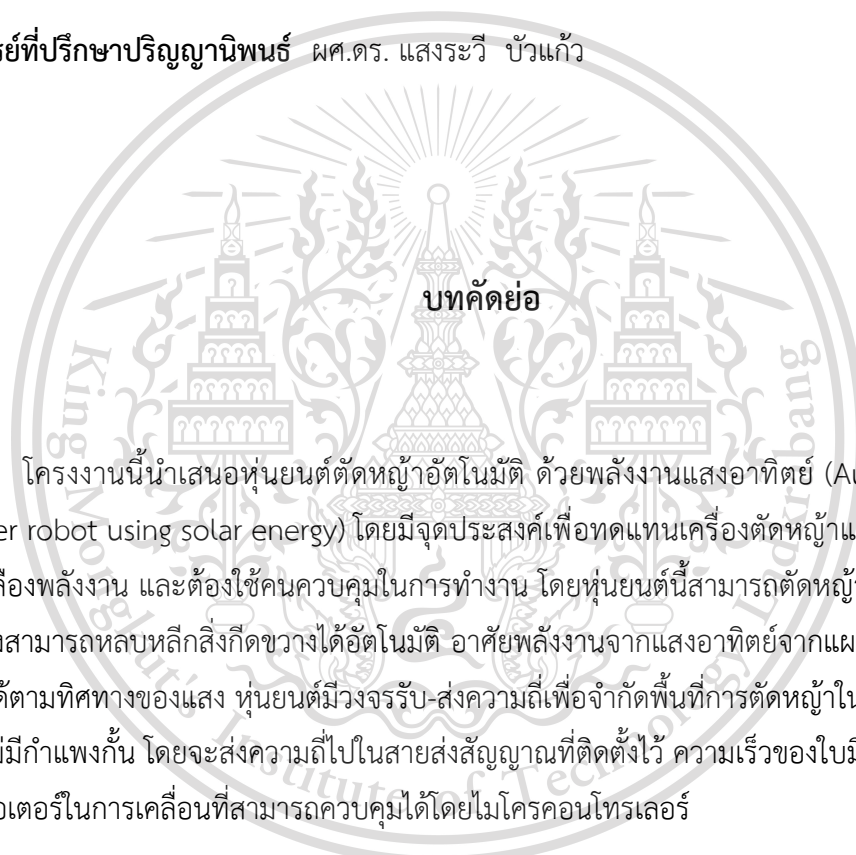 ย์ที่ปรึกษาปริญญานิพนธ์ ผศ.ดร. แสงระวี บัวแก้ว
บทคัดย่อ
โครงงานนี้นำเสนอหุ่นยนต์ตัดหญ้าอัตโนมัติ ด้วยพลังงานแสงอาทิตย์ (Au
er robot using solar energy) โดยมีจุดประสงค์เพื่อทดแทนเครื่องตัดหญ้าแ
ลืองพลังงาน และต้องใช้คนควบคุมในการทำงาน โดยหุ่นยนต์นี้สามารถตัดหญ้า
งสามารถหลบหลีกสิ่งกีดขวางได้อัตโนมัติ อาศัยพลังงานจากแสงอาทิตย์จากแผ
ด้ตามทิศทางของแสง หุ่นยนต์มีวงจรรับ-ส่งความถี่เพื่อจำกัดพื้นที่การตัดหญ้าใน
ม่มีกำแพงกั้น โดยจะส่งความถี่ไปในสายส่งสัญญาณที่ติดตั้งไว้ ความเร็วของใบมี
อเตอร์ในการเคลื่อนที่สามารถควบคุมได้โดยไมโครคอนโทรเลอร์
King Mongkut's Institute of Technology Ladkrabang